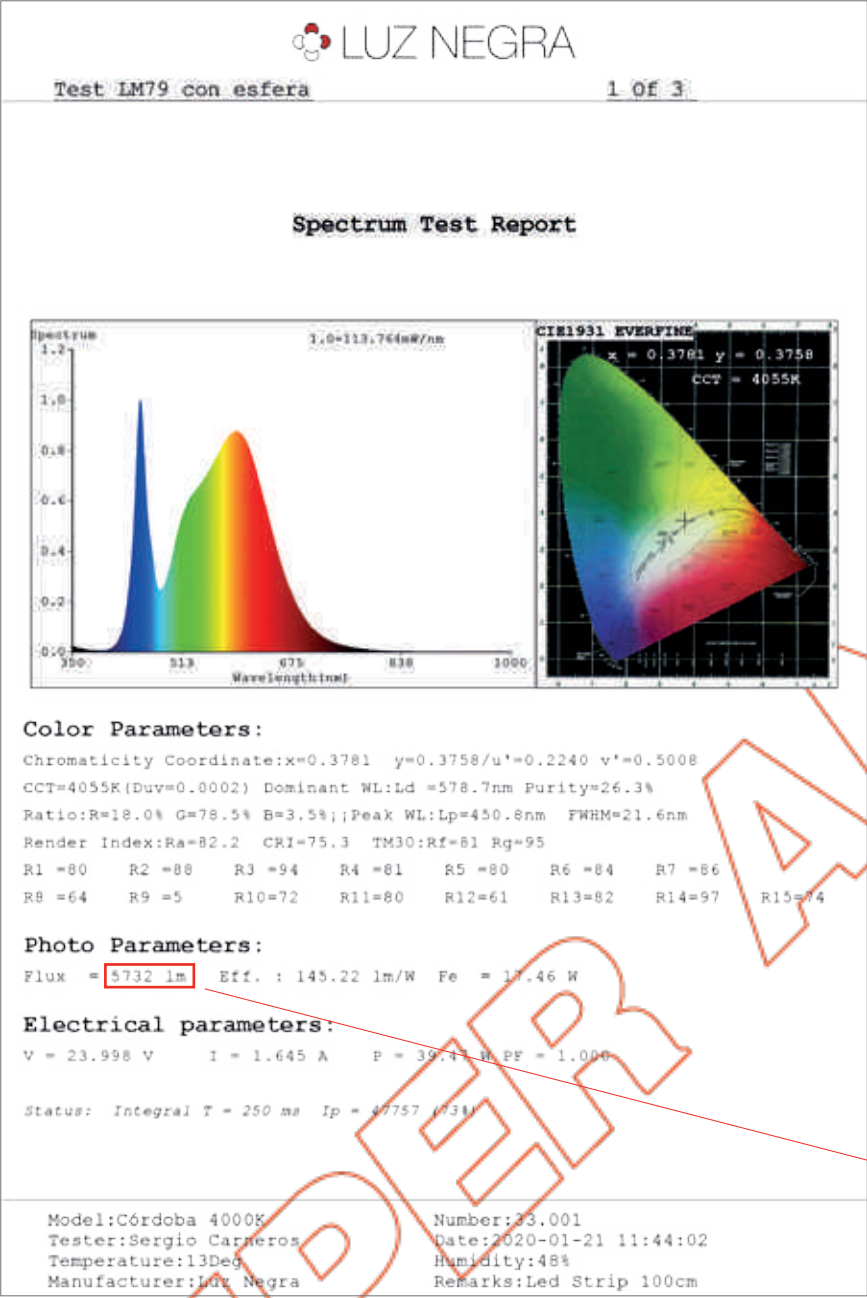 LUZ NEGRA
Test LM79 con esfera 1 Of 3
Spectrum Test Report
Spectrum 1.0=113.764mW/nm
1.2
1.0
0.8
0.6
0.4
0.2
0.0
350 513 675 838 1000
Wavelength(nm)
CIE1931 EVERFINE
x = 0.3781 y = 0.3758
CCT = 4055K
Color Parameters:
Chromaticity Coordinate:x=0.3781 y=0.3758/u'=0.2240 v'=0.5008
CCT=4055K(Duv=0.0002) Dominant WL:Ld =578.7nm Purity=26.3%
Ratio:R=18.0% G=78.5% B=3.5%;;Peak WL:Lp=450.8nm FWHM=21.6nm
Render Index:Ra=82.2 CRI=75.3 TM30:Rf=81 Rg=95
R1 =80 R2 =88 R3 =94 R4 =81 R5 =80 R6 =84 R7 =86
R8 =64 R9 =5 R10=72 R11=80 R12=61 R13=82 R14=97 R15=74
Photo Parameters:
Flux = 5732 lm Eff. : 145.22 lm/W Fe = 17.46 W
Electrical parameters:
V = 23.998 V I = 1.645 A P = 39.47 W PF = 1.000
Status: Integral T = 250 ms Ip = 47757 (73%)
Model:Córdoba 4000K Number:33.001
Tester:Sergio Carneros Date:2020-01-21 11:44:02
Temperature:13Deg Humidity:48%
Manufacturer:Luz Negra Remarks:Led Strip 100cm
DER A